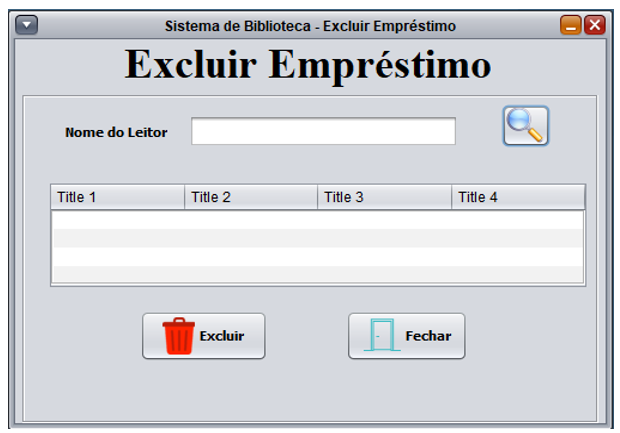 Sistema de Biblioteca - Excluir Empréstimo
Excluir Empréstimo
Nome do Leitor
Title 1 Title 2 Title 3 Title 4
Excluir Fechar